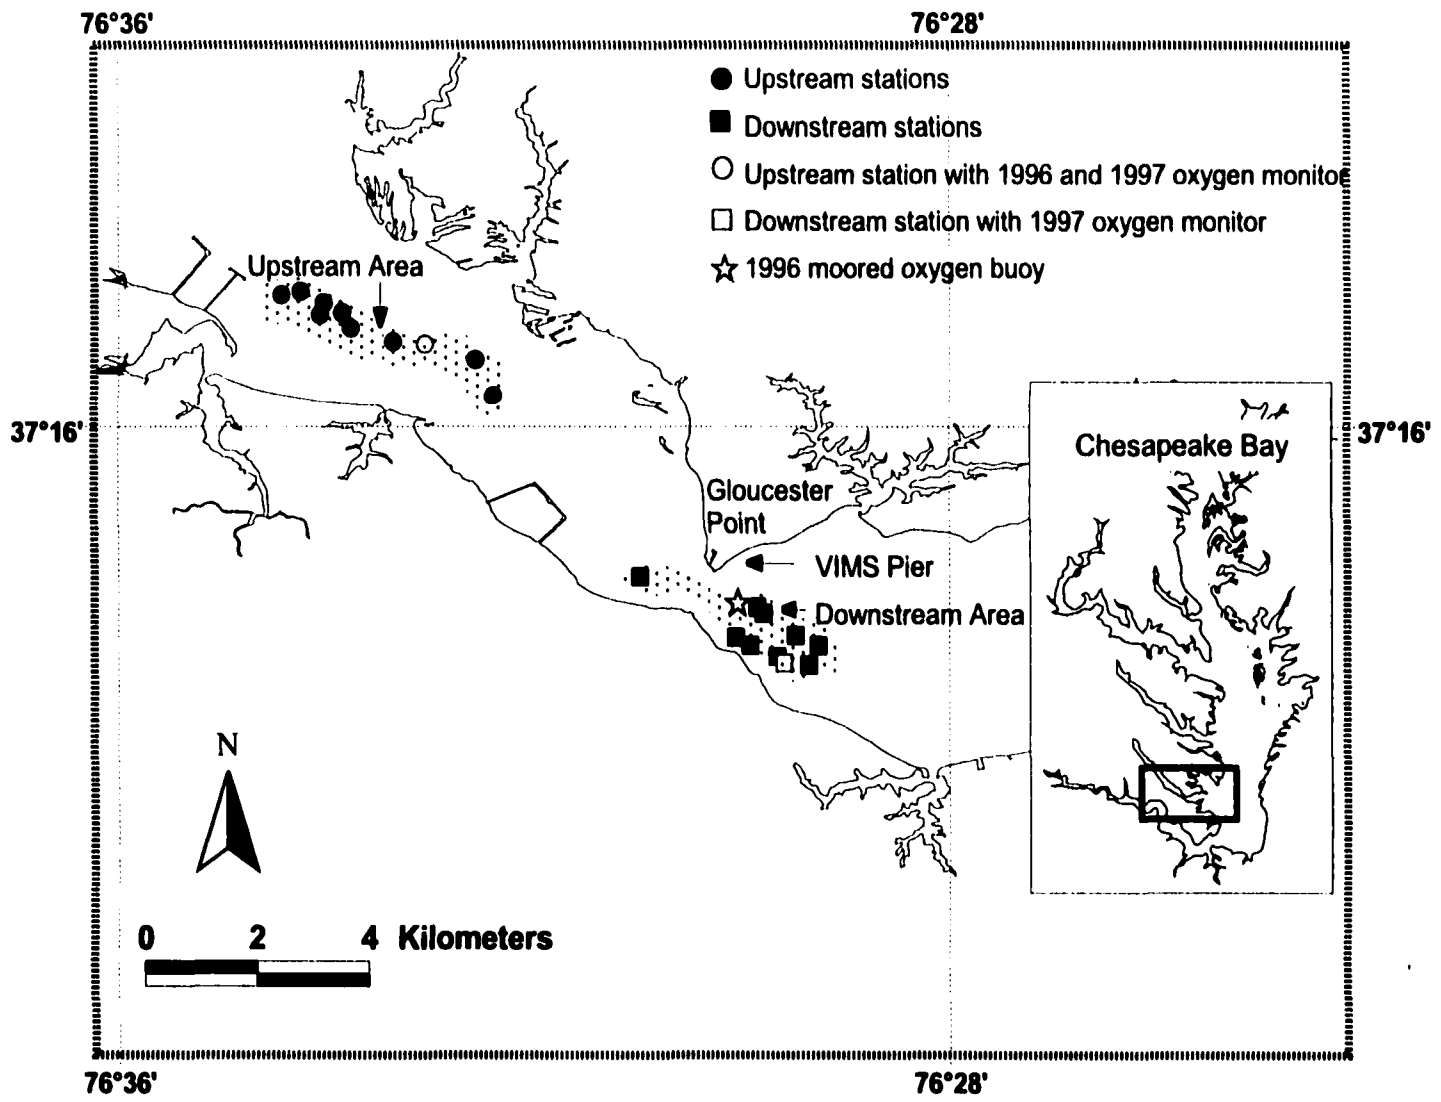 76°36'
76°28'
Upstream stations
Downstream stations
Upstream station with 1996 and 1997 oxygen monitor
Downstream station with 1997 oxygen monitor
1996 moored oxygen buoy
Upstream Area
37°16'
37°16'
Chesapeake Bay
Gloucester
Point
VIMS Pier
Downstream Area
N
0 2 4 Kilometers
76°36'
76°28'